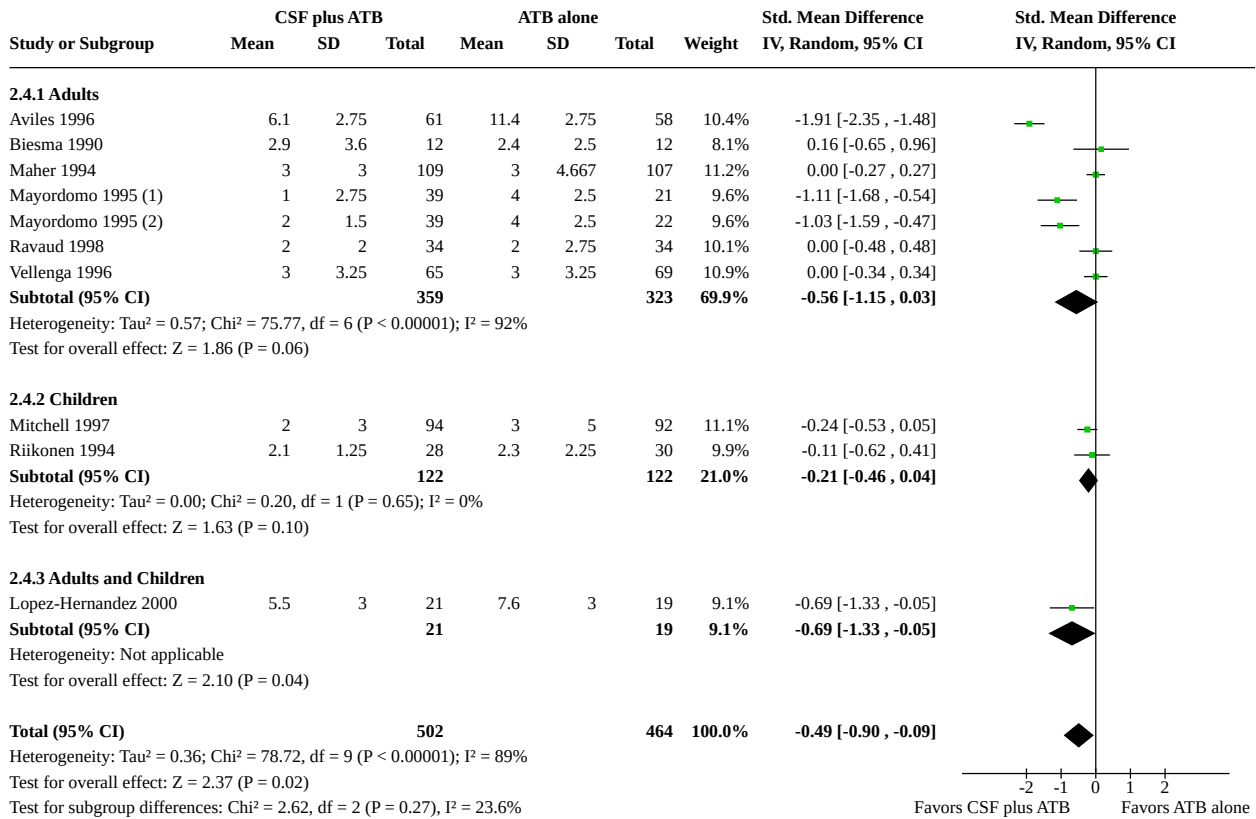 CSF plus ATB ATB alone Std. Mean Difference Std. Mean Difference
Study or Subgroup Mean SD Total Mean SD Total Weight IV, Random, 95% CI IV, Random, 95% CI
2.4.1 Adults
Aviles 1996 6.1 2.75 61 11.4 2.75 58 10.4% -1.91 [-2.35 , -1.48]
Biesma 1990 2.9 3.6 12 2.4 2.5 12 8.1% 0.16 [-0.65 , 0.96]
Maher 1994 3 3 109 3 4.667 107 11.2% 0.00 [-0.27 , 0.27]
Mayordomo 1995 (1) 1 2.75 39 4 2.5 21 9.6% -1.11 [-1.68 , -0.54]
Mayordomo 1995 (2) 2 1.5 39 4 2.5 22 9.6% -1.03 [-1.59 , -0.47]
Ravaud 1998 2 2 34 2 2.75 34 10.1% 0.00 [-0.48 , 0.48]
Vellenga 1996 3 3.25 65 3 3.25 69 10.9% 0.00 [-0.34 , 0.34]
Subtotal (95% CI) 359 323 69.9% -0.56 [-1.15 , 0.03]
Heterogeneity: Tau² = 0.57; Chi² = 75.77, df = 6 (P < 0.00001); I² = 92%
Test for overall effect: Z = 1.86 (P = 0.06)
2.4.2 Children
Mitchell 1997 2 3 94 3 5 92 11.1% -0.24 [-0.53 , 0.05]
Riikonen 1994 2.1 1.25 28 2.3 2.25 30 9.9% -0.11 [-0.62 , 0.41]
Subtotal (95% CI) 122 122 21.0% -0.21 [-0.46 , 0.04]
Heterogeneity: Tau² = 0.00; Chi² = 0.20, df = 1 (P = 0.65); I² = 0%
Test for overall effect: Z = 1.63 (P = 0.10)
2.4.3 Adults and Children
Lopez-Hernandez 2000 5.5 3 21 7.6 3 19 9.1% -0.69 [-1.33 , -0.05]
Subtotal (95% CI) 21 19 9.1% -0.69 [-1.33 , -0.05]
Heterogeneity: Not applicable
Test for overall effect: Z = 2.10 (P = 0.04)
Total (95% CI) 502 464 100.0% -0.49 [-0.90 , -0.09]
Heterogeneity: Tau² = 0.36; Chi² = 78.72, df = 9 (P < 0.00001); I² = 89%
Test for overall effect: Z = 2.37 (P = 0.02)
-2 -1 0 1 2
Test for subgroup differences: Chi² = 2.62, df = 2 (P = 0.27), I² = 23.6%
Favors CSF plus ATB Favors ATB alone